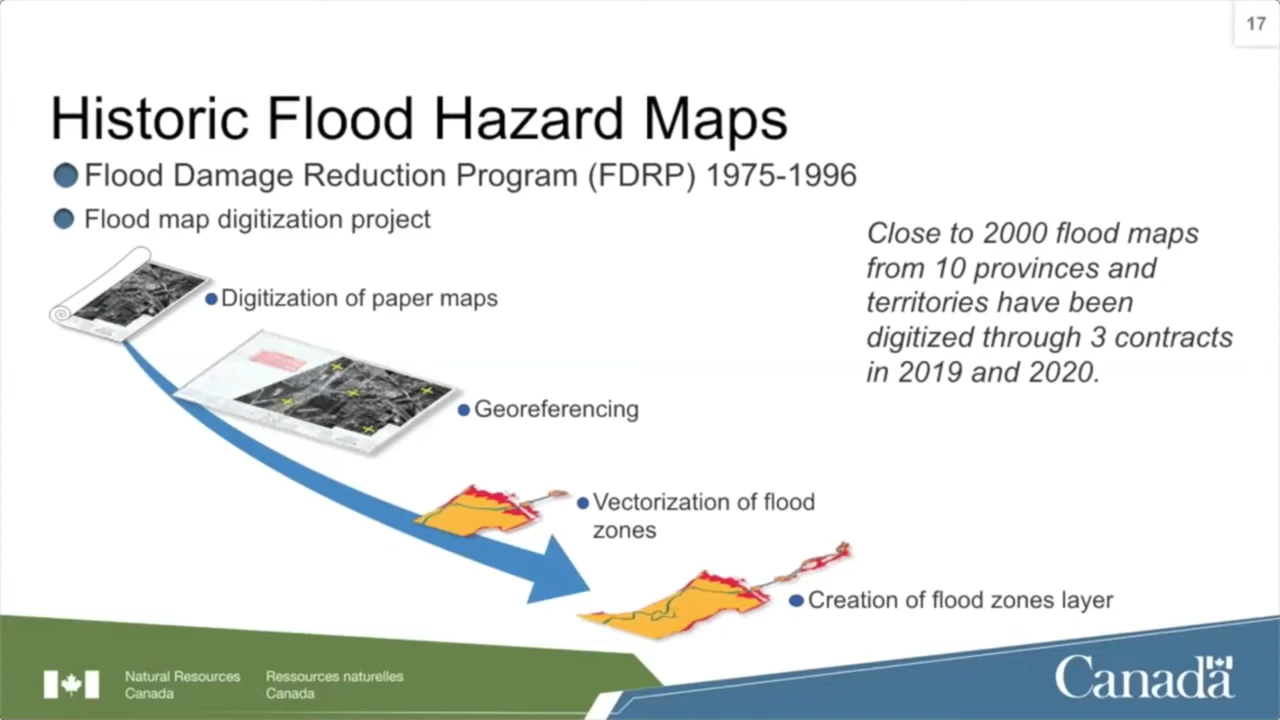 17
Historic Flood Hazard Maps
Flood Damage Reduction Program (FDRP) 1975-1996
Flood map digitization project
Close to 2000 flood maps
from 10 provinces and
territories have been
digitized through 3 contracts
in 2019 and 2020.
Digitization of paper maps
Georeferencing
Vectorization of flood
zones
Creation of flood zones layer
Natural Resources
Canada
Ressources naturelles
Canada
Canada